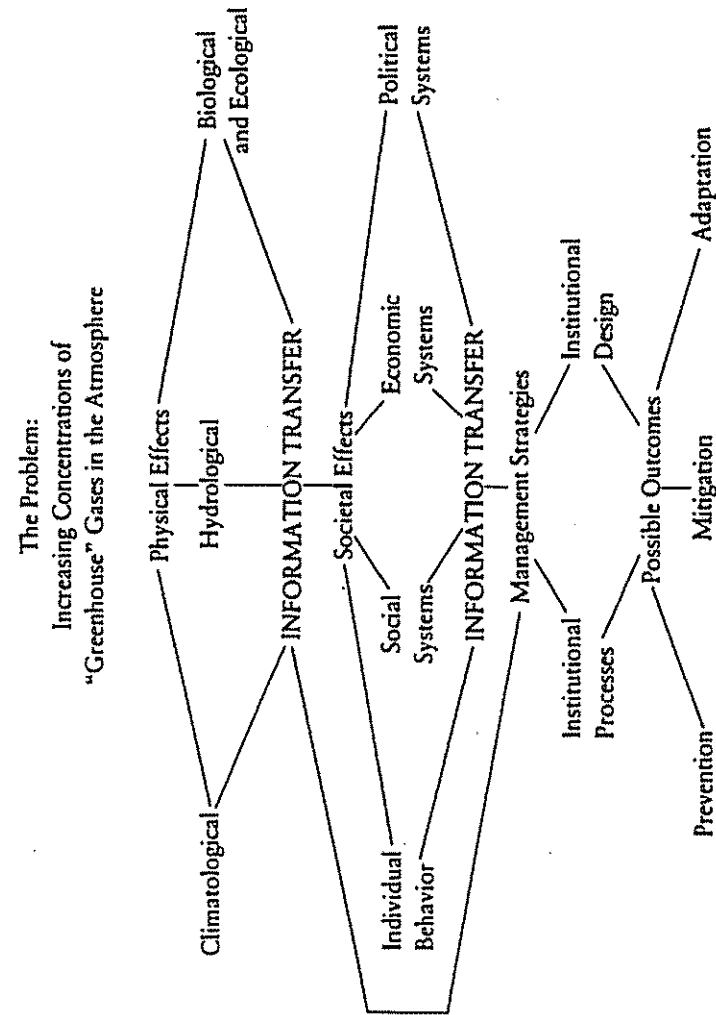 The Problem:
Increasing Concentrations of
“Greenhouse” Gases in the Atmosphere
Physical Effects
Climatological
Hydrological
Biological
and Ecological
INFORMATION TRANSFER
Societal Effects
Individual
Behavior
Social
Systems
Economic
Systems
Political
Systems
INFORMATION TRANSFER
Management Strategies
Institutional
Processes
Institutional
Design
Possible Outcomes
Prevention
Mitigation
Adaptation